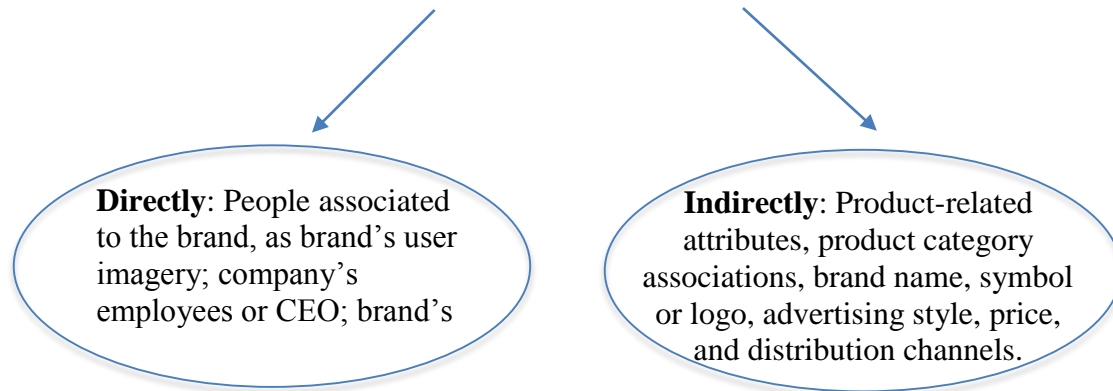 Directly: People associated
to the brand, as brand’s user
imagery; company’s
employees or CEO; brand’s
Indirectly: Product-related
attributes, product category
associations, brand name, symbol
or logo, advertising style, price,
and distribution channels.